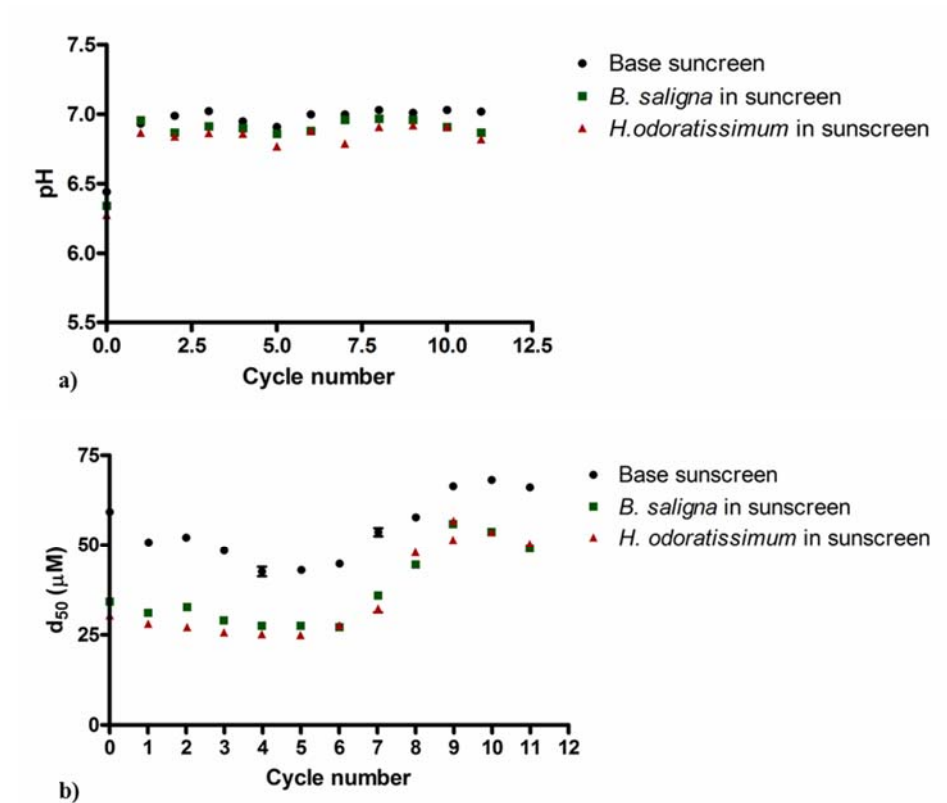 7.5
7.0
6.5
6.0
5.5
pH
0.0 2.5 5.0 7.5 10.0 12.5
Cycle number
a)
Base suncreen
B. saligna in suncreen
H.odoratissimum in sunscreen
75
50
25
0
d50 (µM)
0 1 2 3 4 5 6 7 8 9 10 11 12
Cycle number
b)
Base sunscreen
B. saligna in sunscreen
H. odoratissimum in sunscreen